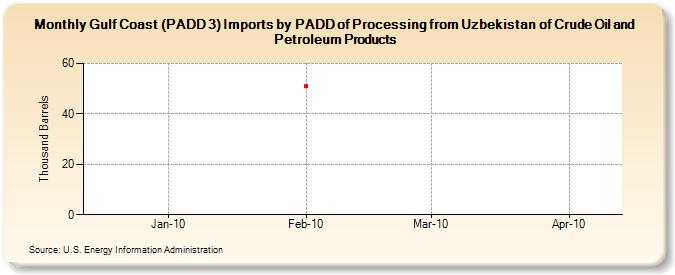 Monthly Gulf Coast (PADD 3) Imports by PADD of Processing from Uzbekistan of Crude Oil and
Petroleum Products
Thousand Barrels
60
40
20
0
Jan-10 Feb-10 Mar-10 Apr-10
Source: U.S. Energy Information Administration